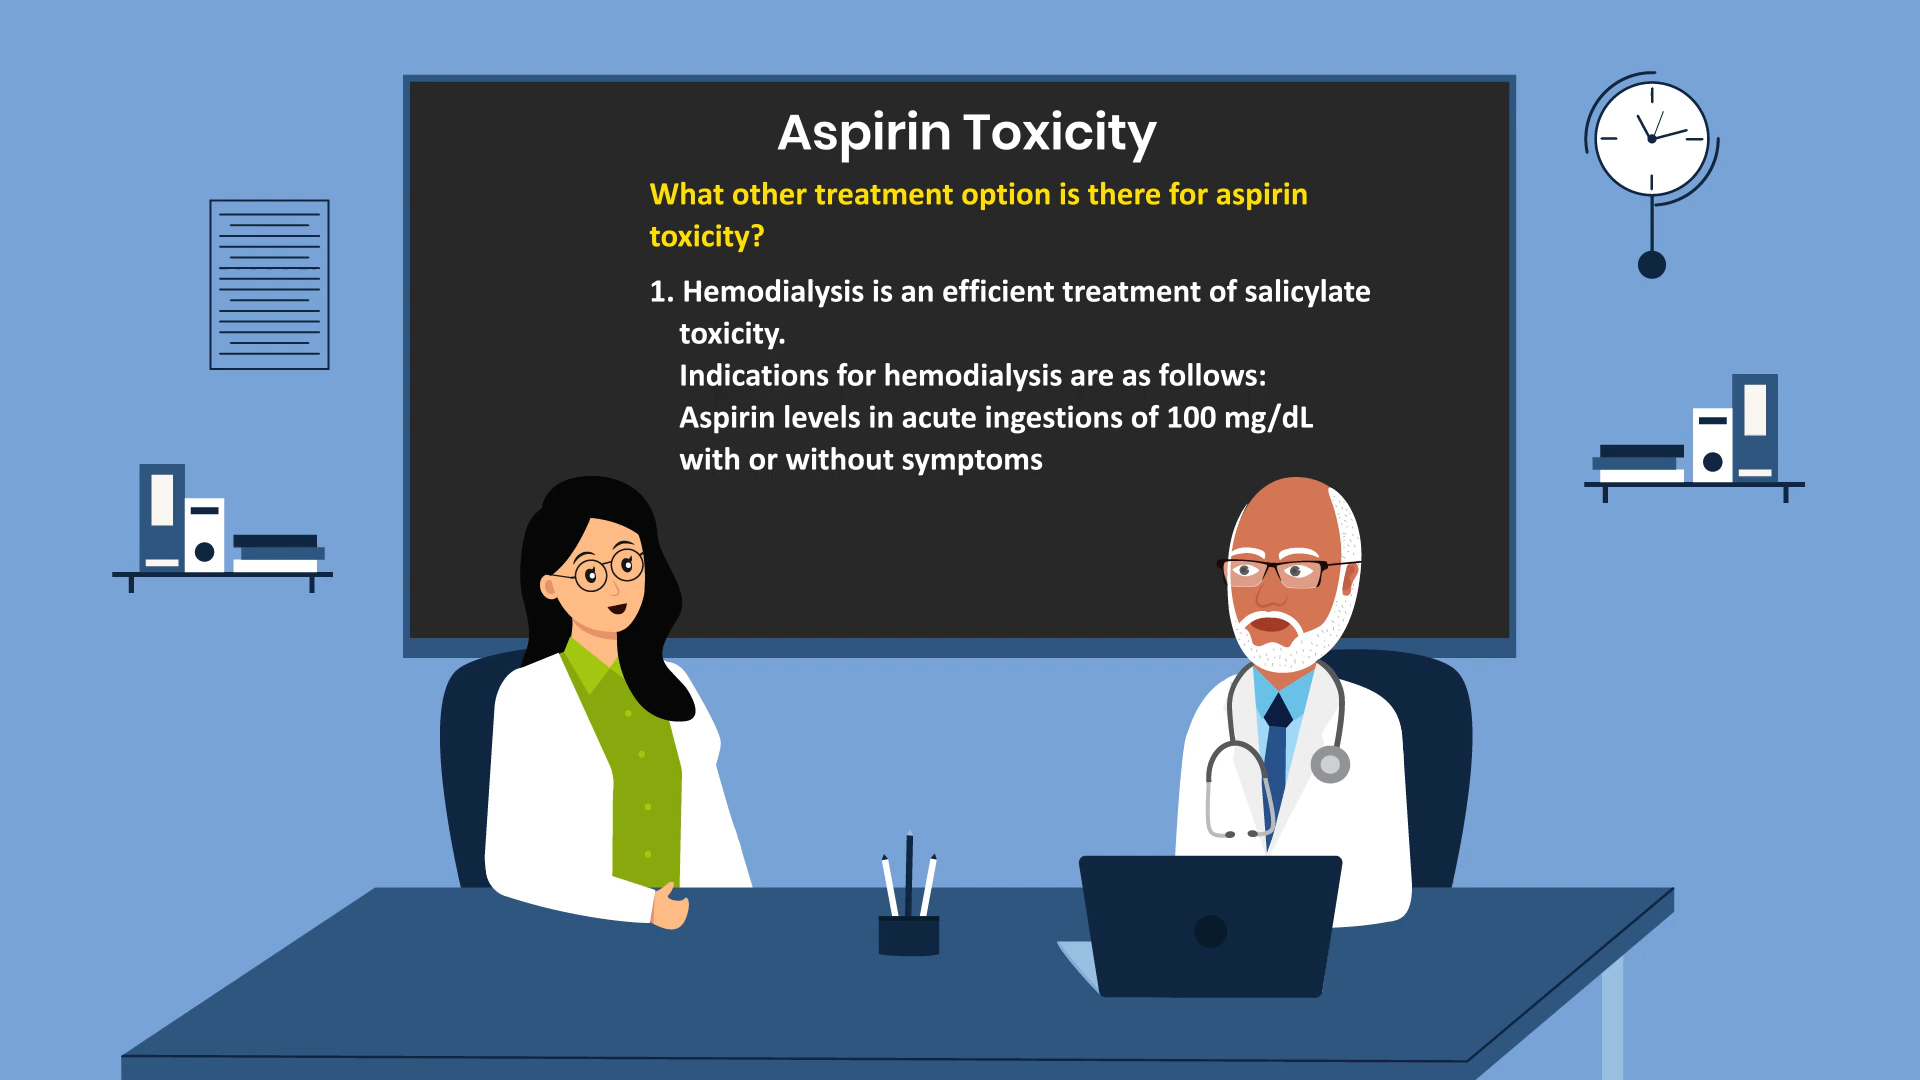 Aspirin Toxicity
What other treatment option is there for aspirin
toxicity?
1. Hemodialysis is an efficient treatment of salicylate
toxicity.
Indications for hemodialysis are as follows:
Aspirin levels in acute ingestions of 100 mg/dL
with or without symptoms